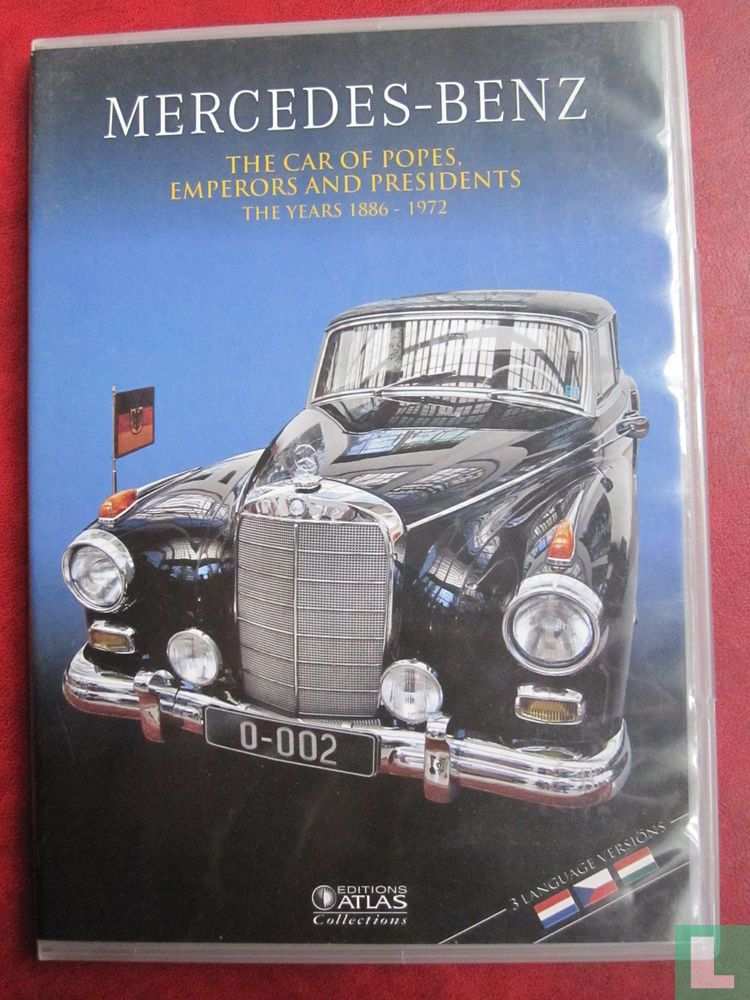 MERCEDES-BENZ
THE CAR OF POPES,
EMPERORS AND PRESIDENTS
THE YEARS 1886 - 1972
0-002
3 LANGUAGE VERSIONS
EDITIONS
ATLAS
Collections
L